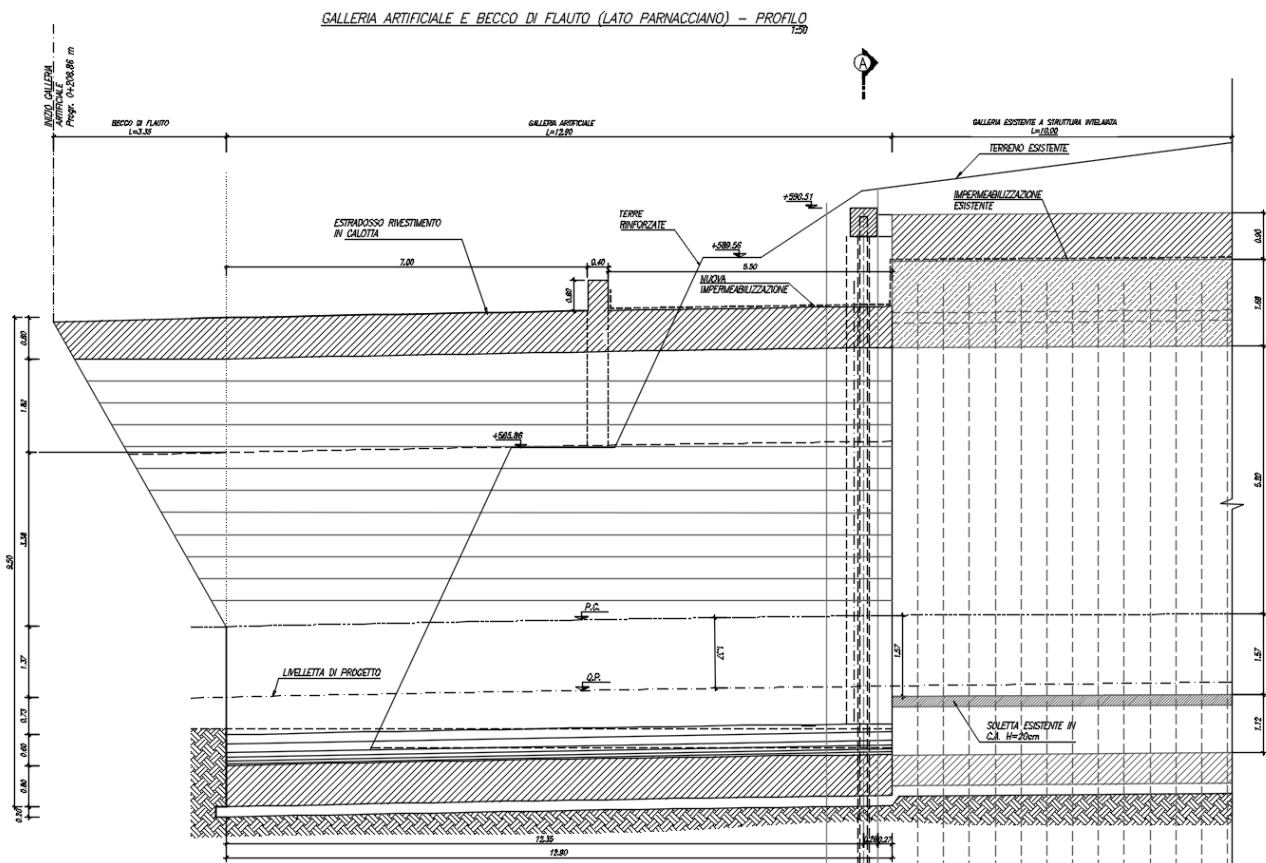 GALLERIA ARTIFICIALE E BECCO DI FLAUTO (LATO PARNACCIANO) – PROFILO
1:50
A
INIZIO GALLERIA
ARTIFICIALE
Progr. 0+208.86 m
BECCO DI FLAUTO
L=3.35
GALLERIA ARTIFICIALE
L=12.90
GALLERIA ESISTENTE A STRUTTURA INTELAIATA
L=10.00
TERRENO ESISTENTE
+590.51
IMPERMEABILIZZAZIONE
ESISTENTE
TERRE
RINFORZATE
ESTRADOSSO RIVESTIMENTO
IN CALOTTA
+589.56
7.00
0.40
5.50
0.60
NUOVA
IMPERMEABILIZZAZIONE
0.90
1.68
0.80
1.82
+585.86
3.38
9.50
5.20
P.C.
1.37
1.37
1.57
1.57
LIVELLETTA DI PROGETTO
Q.P.
0.73
SOLETTA ESISTENTE IN
C.A. H=20cm
1.12
0.60
0.80
0.20
12.35
0.27
12.90